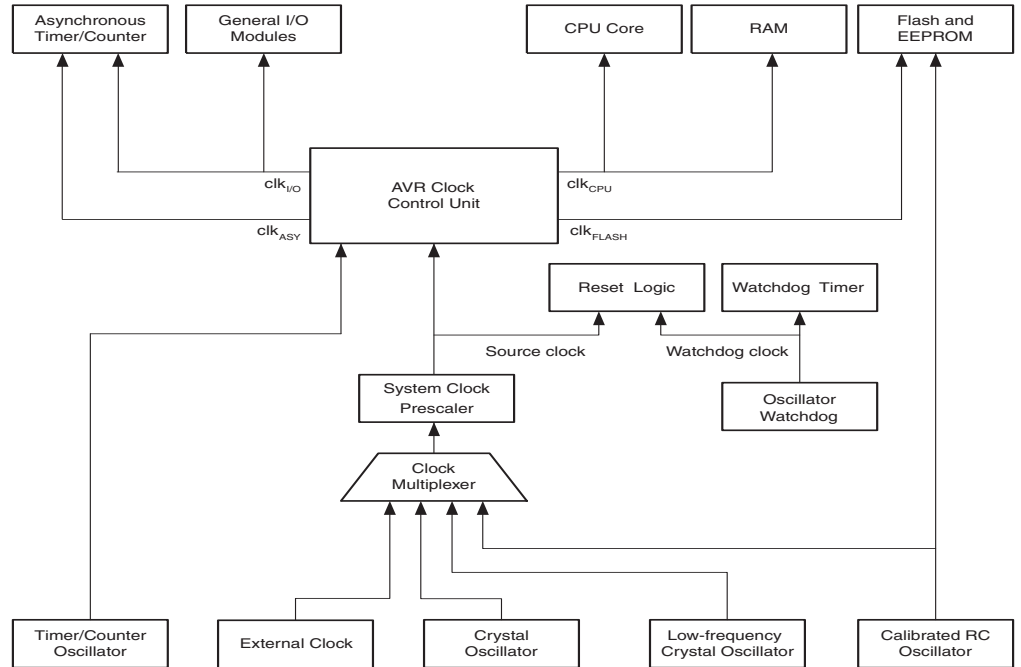 Asynchronous
Timer/Counter
General I/O
Modules
CPU Core
RAM
Flash and
EEPROM
clkI/O
AVR Clock
Control Unit
clkCPU
clkASY
clkFLASH
Reset Logic
Watchdog Timer
Source clock
Watchdog clock
System Clock
Prescaler
Oscillator
Watchdog
Clock
Multiplexer
Timer/Counter
Oscillator
External Clock
Crystal
Oscillator
Low-frequency
Crystal Oscillator
Calibrated RC
Oscillator